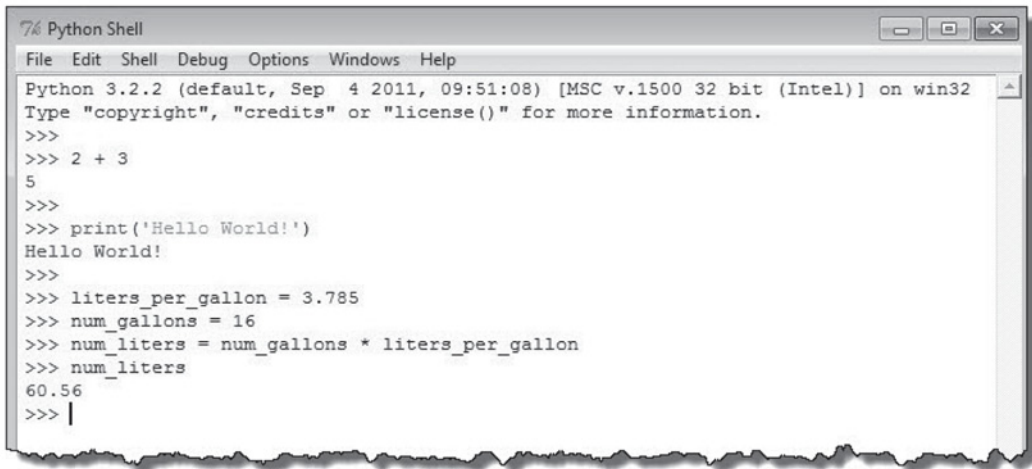 Python Shell
File Edit Shell Debug Options Windows Help
Python 3.2.2 (default, Sep  4 2011, 09:51:08) [MSC v.1500 32 bit (Intel)] on win32
Type "copyright", "credits" or "license()" for more information.
>>>
>>> 2 + 3
5
>>>
>>> print('Hello World!')
Hello World!
>>>
>>> liters_per_gallon = 3.785
>>> num_gallons = 16
>>> num_liters = num_gallons * liters_per_gallon
>>> num_liters
60.56
>>>